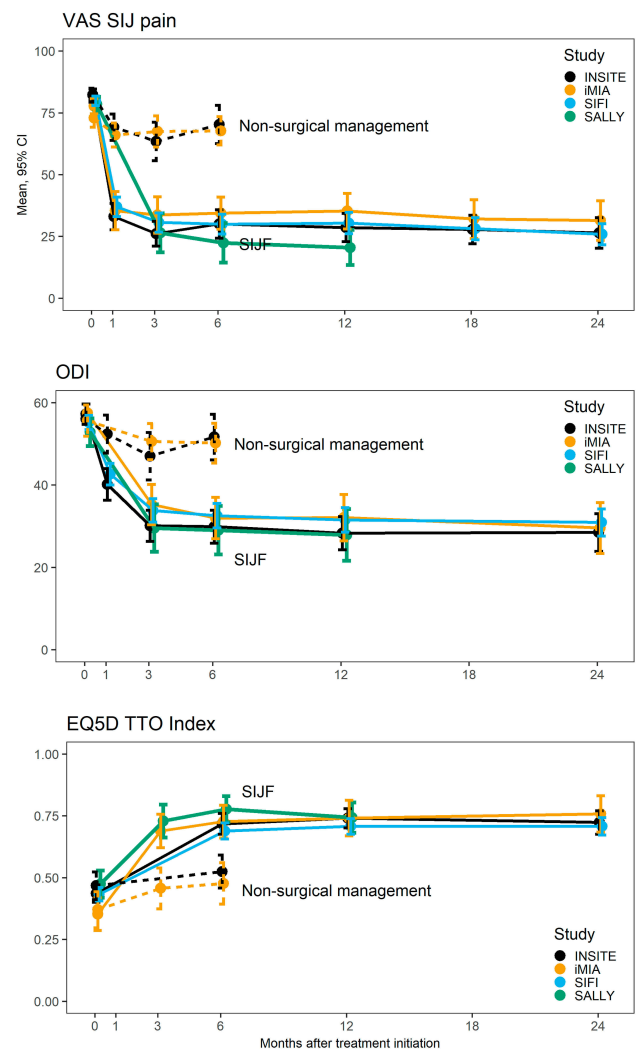 VAS SIJ pain
Mean, 95% CI
100
75
50
25
0
Study
INSITE
iMIA
SIFI
SALLY
Non-surgical management
SIJF
0 1 3 6 12 18 24
ODI
60
40
20
0
Study
INSITE
iMIA
SIFI
SALLY
Non-surgical management
SIJF
0 1 3 6 12 18 24
EQ5D TTO Index
1.00
0.75
0.50
0.25
0.00
SIJF
Non-surgical management
Study
INSITE
iMIA
SIFI
SALLY
0 1 3 6 12 18 24
Months after treatment initiation